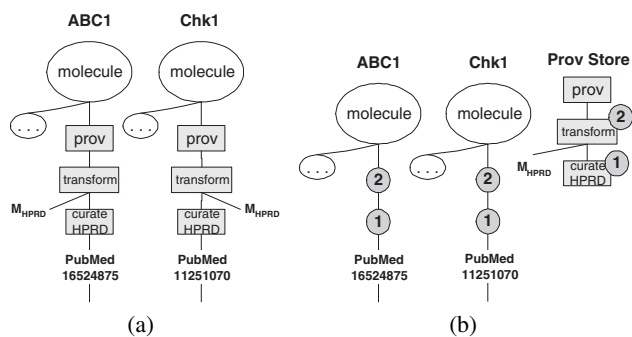 ABC1
Chk1
molecule
molecule
. . .
. . .
prov
prov
transform
transform
MHPRD
MHPRD
curate
HPRD
curate
HPRD
PubMed
16524875
PubMed
11251070
(a)
ABC1
Chk1
Prov Store
molecule
molecule
prov
transform
2
. . .
. . .
MHPRD
curate
HPRD
1
2
2
1
1
PubMed
16524875
PubMed
11251070
(b)